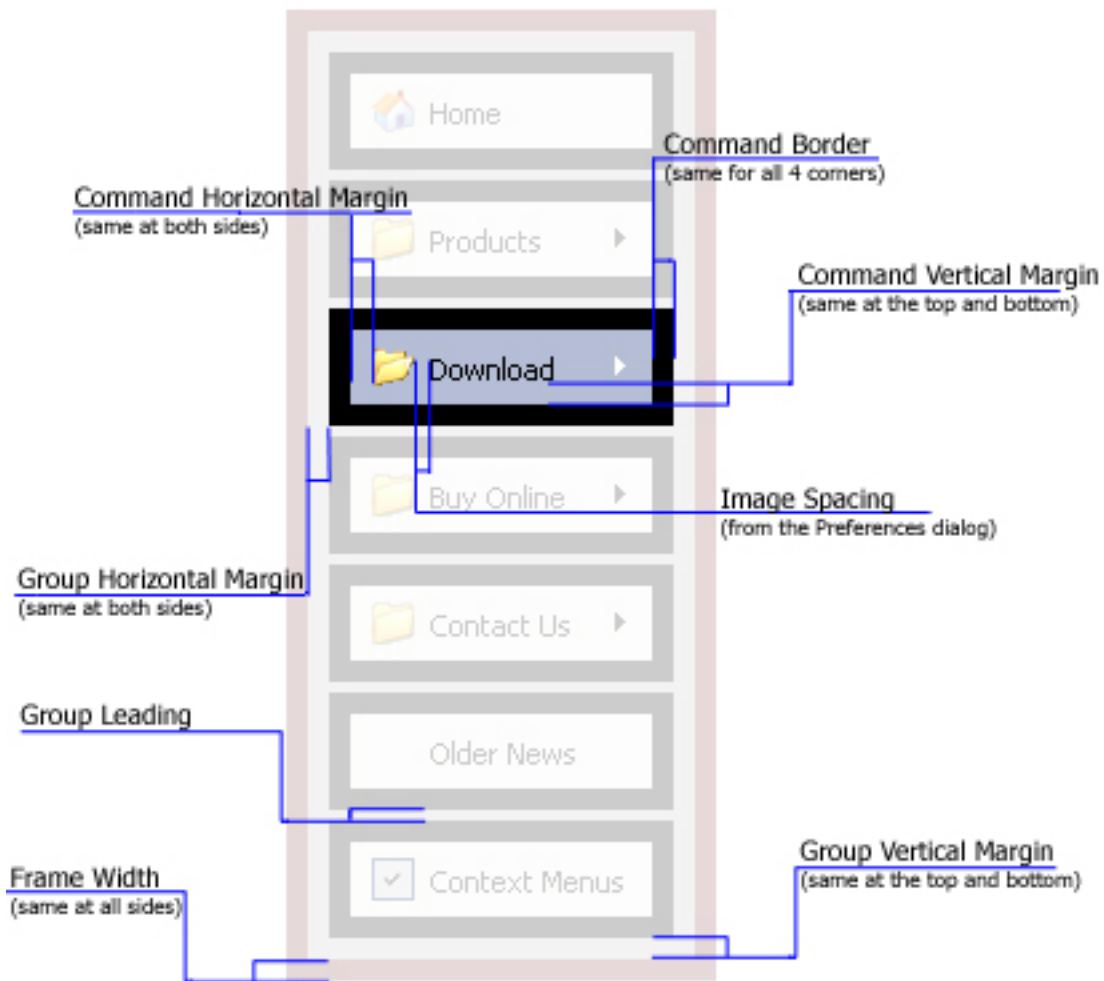 Home
Command Border
(same for all 4 corners)
Command Horizontal Margin
(same at both sides)
Products
Command Vertical Margin
(same at the top and bottom)
Download
Buy Online
Image Spacing
(from the Preferences dialog)
Group Horizontal Margin
(same at both sides)
Contact Us
Group Leading
Older News
Group Vertical Margin
(same at the top and bottom)
Frame Width
(same at all sides)
Context Menus